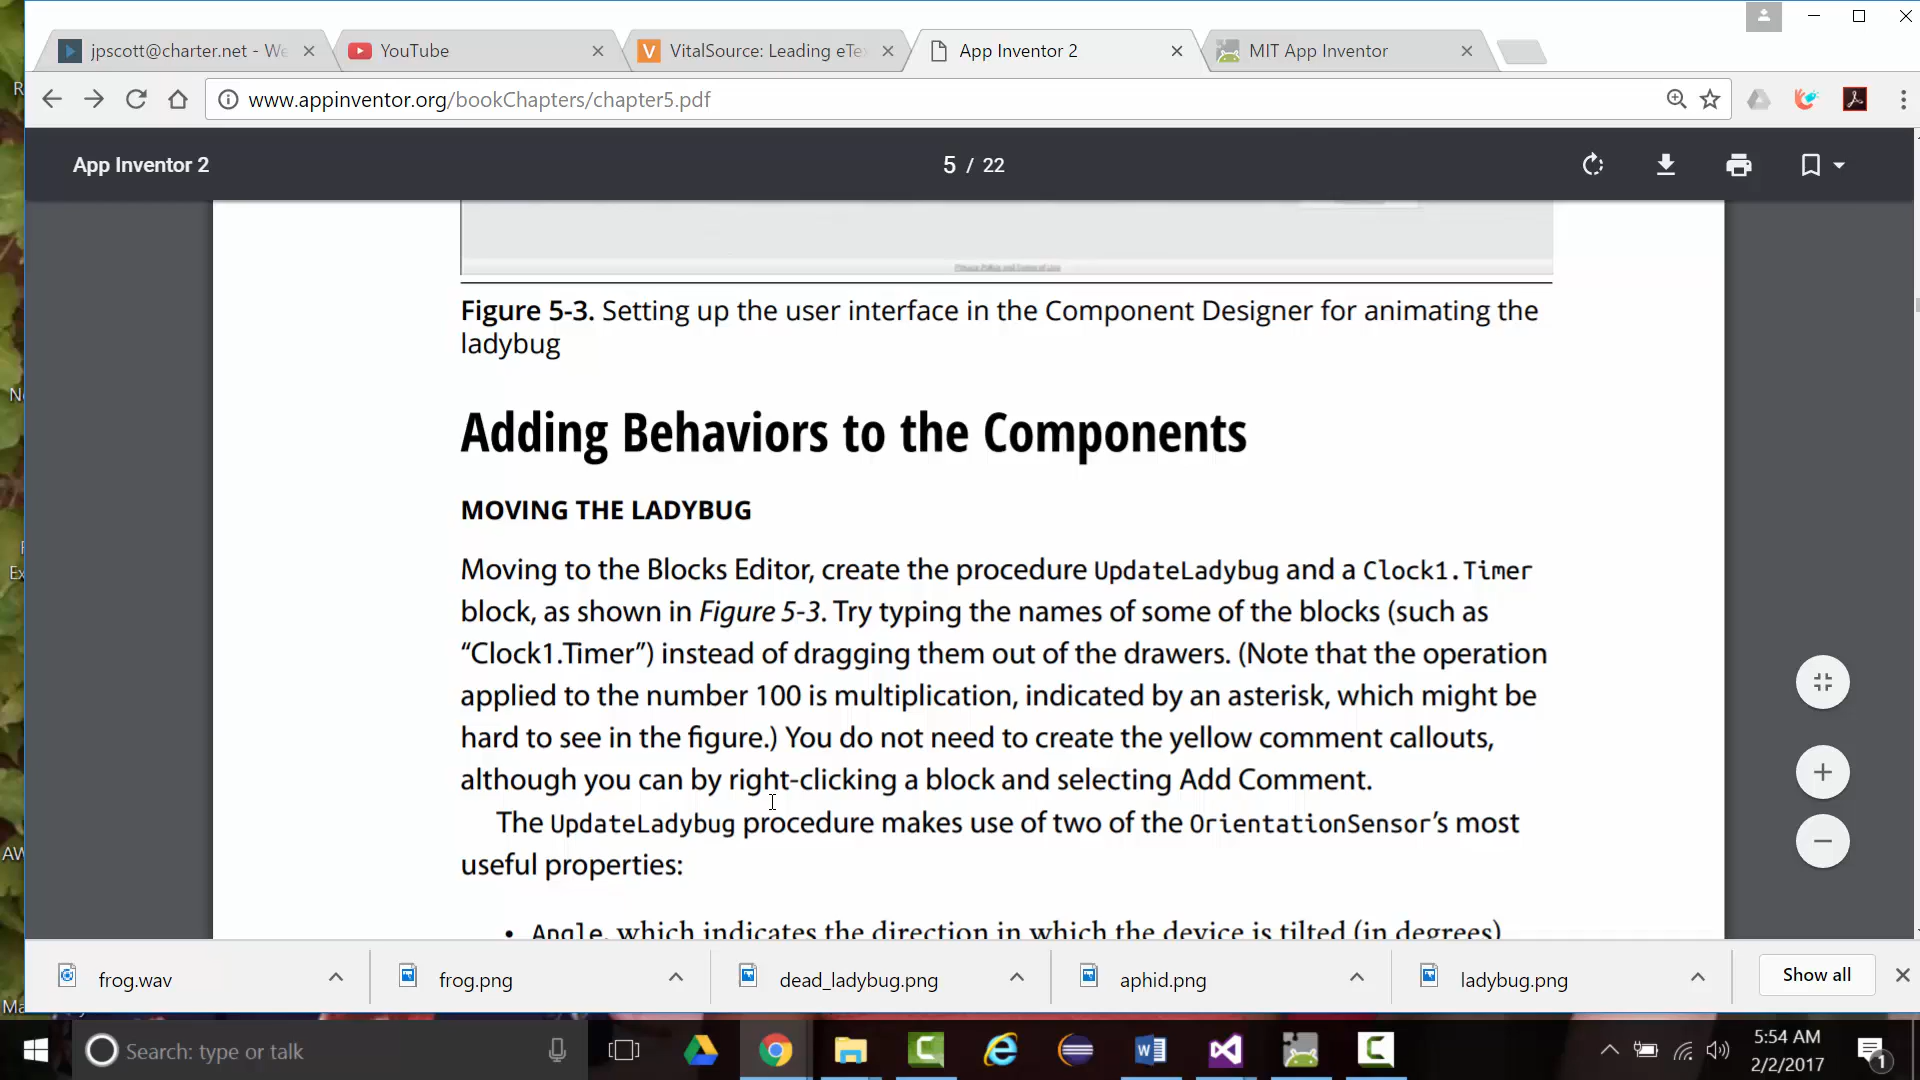 jpscott@charter.net - We
YouTube
VitalSource: Leading eTe
App Inventor 2
MIT App Inventor
www.appinventor.org/bookChapters/chapter5.pdf
App Inventor 2
5 / 22
Privacy Policy and Terms of Use
Figure 5-3. Setting up the user interface in the Component Designer for animating the
ladybug
Adding Behaviors to the Components
MOVING THE LADYBUG
Moving to the Blocks Editor, create the procedure UpdateLadybug and a Clock1.Timer
block, as shown in Figure 5-3. Try typing the names of some of the blocks (such as
“Clock1.Timer”) instead of dragging them out of the drawers. (Note that the operation
applied to the number 100 is multiplication, indicated by an asterisk, which might be
hard to see in the figure.) You do not need to create the yellow comment callouts,
although you can by right-clicking a block and selecting Add Comment.
The UpdateLadybug procedure makes use of two of the OrientationSensor’s most
useful properties:
• Angle, which indicates the direction in which the device is tilted (in degrees)
frog.wav
frog.png
dead_ladybug.png
aphid.png
ladybug.png
Show all
Search: type or talk
5:54 AM
2/2/2017
1